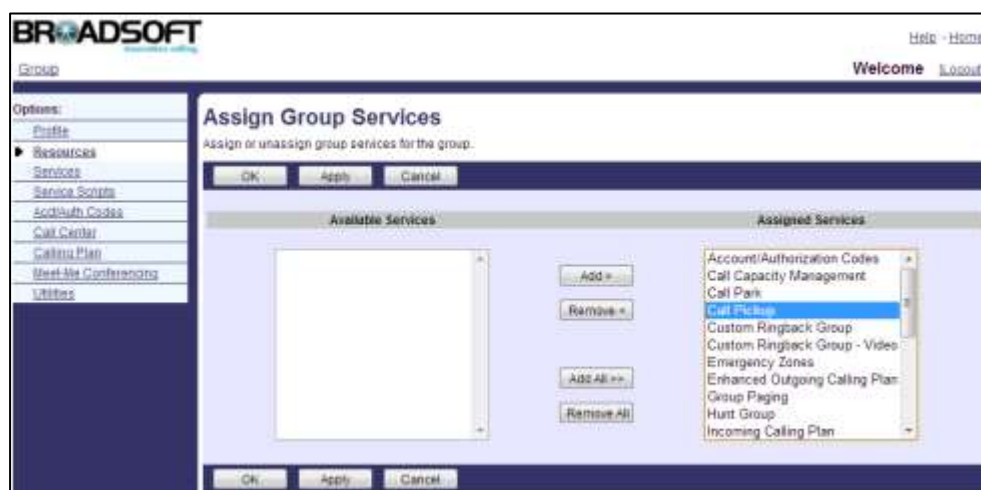 BROADSOFT
Help - Home
Group
Welcome [Logout
Options:
Profile
Resources
Services
Service Scripts
Acct/Auth Codes
Call Center
Calling Plan
Meet-Me Conferencing
Utilities
Assign Group Services
Assign or unassign group services for the group.
OK Apply Cancel
Available Services Assigned Services
Add >
Remove <
Add All >>
Remove All
Account/Authorization Codes
Call Capacity Management
Call Park
Call Pickup
Custom Ringback Group
Custom Ringback Group - Video
Emergency Zones
Enhanced Outgoing Calling Plan
Group Paging
Hunt Group
Incoming Calling Plan
OK Apply Cancel